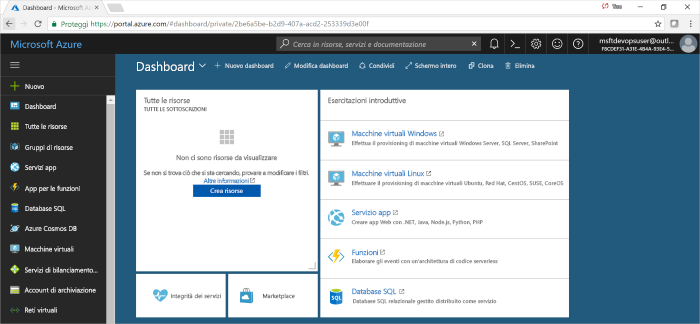 Dashboard - Microsoft Az
Proteggi https://portal.azure.com/#dashboard/private/2be6a5be-b2d9-407a-acd2-253339d3e00f
Microsoft Azure
Cerca in risorse, servizi e documentazione
msftdevopsuser@outl...
Dashboard
Nuovo dashboard
Modifica dashboard
Condividi
Schermo intero
Clona
Elimina
Nuovo
Dashboard
Tutte le risorse
Gruppi di risorse
Servizi app
App per le funzioni
Database SQL
Azure Cosmos DB
Macchine virtuali
Servizi di bilanciamento...
Account di archiviazione
Reti virtuali
Tutte le risorse
TUTTE LE SOTTOSCRIZIONI
Non ci sono risorse da visualizzare
Se non si trova ciò che si sta cercando, provare a modificare i filtri.
Altre informazioni
Crea risorse
Integrità dei servizi
Marketplace
Esercitazioni introduttive
Macchine virtuali Windows
Effettua il provisioning di macchine virtuali Windows Server, SQL Server, SharePoint
Macchine virtuali Linux
Effettuare il provisioning di macchine virtuali Ubuntu, Red Hat, CentOS, SUSE, CoreOS
Servizio app
Creare app Web con .NET, Java, Node.js, Python, PHP
Funzioni
Elaborare gli eventi con un'architettura di codice serverless
Database SQL
Database SQL relazionale gestito distribuito come servizio